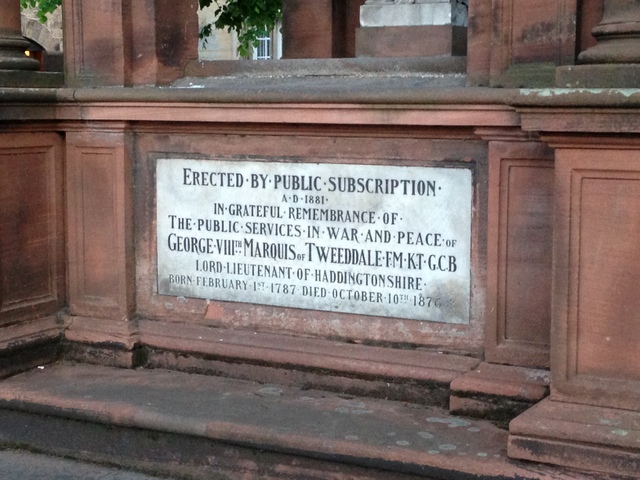 ERECTED·BY·PUBLIC·SUBSCRIPTION·
A·D·1881·
IN·GRATEFUL·REMEMBRANCE·OF·
THE·PUBLIC·SERVICES·IN·WAR·AND·PEACE·OF
GEORGE·VIIITH·MARQUIS·OF·TWEEDDALE·FM·KT·G.C.B
LORD·LIEUTENANT·OF·HADDINGTONSHIRE·
BORN·FEBRUARY·1ST·1787·DIED·OCTOBER·10TH·1876